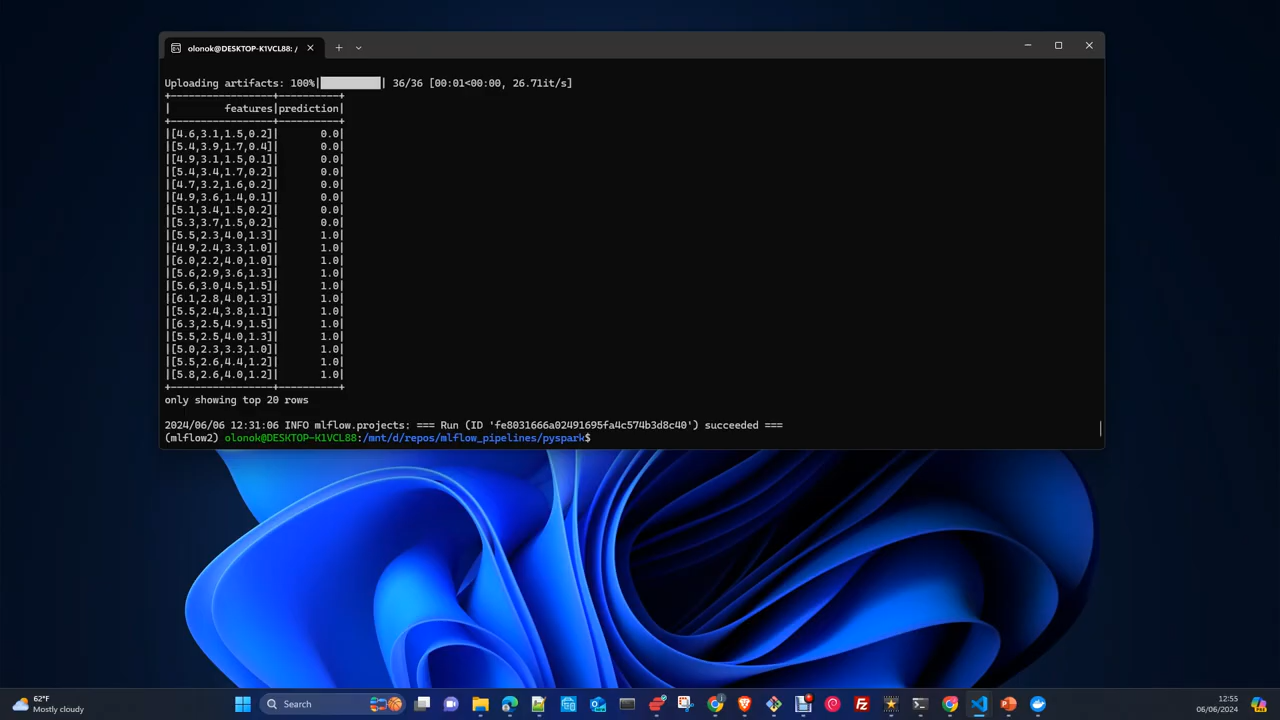 olonok@DESKTOP-K1VCL88: /
Uploading artifacts: 100%| | 36/36 [00:01<00:00, 26.71it/s]
+----------------+----------+
|        features|prediction|
+----------------+----------+
|[4.6,3.1,1.5,0.2]|       0.0|
|[5.4,3.9,1.7,0.4]|       0.0|
|[4.9,3.1,1.5,0.1]|       0.0|
|[5.4,3.4,1.7,0.2]|       0.0|
|[4.7,3.2,1.6,0.2]|       0.0|
|[4.9,3.6,1.4,0.1]|       0.0|
|[5.1,3.4,1.5,0.2]|       0.0|
|[5.3,3.7,1.5,0.2]|       0.0|
|[5.5,2.3,4.0,1.3]|       1.0|
|[4.9,2.4,3.3,1.0]|       1.0|
|[6.0,2.2,4.0,1.0]|       1.0|
|[5.6,2.9,3.6,1.3]|       1.0|
|[5.6,3.0,4.5,1.5]|       1.0|
|[6.1,2.8,4.0,1.3]|       1.0|
|[5.5,2.4,3.8,1.1]|       1.0|
|[6.3,2.5,4.9,1.5]|       1.0|
|[5.5,2.5,4.0,1.3]|       1.0|
|[5.0,2.3,3.3,1.0]|       1.0|
|[5.5,2.6,4.4,1.2]|       1.0|
|[5.8,2.6,4.0,1.2]|       1.0|
+----------------+----------+
only showing top 20 rows
2024/06/06 12:31:06 INFO mlflow.projects: === Run (ID 'fe8031666a02491695fa4c574b3d8c40') succeeded ===
(mlflow2) olonok@DESKTOP-K1VCL88:/mnt/d/repos/mlflow_pipelines/pyspark$
62°F
Mostly cloudy
Search
12:55
06/06/2024